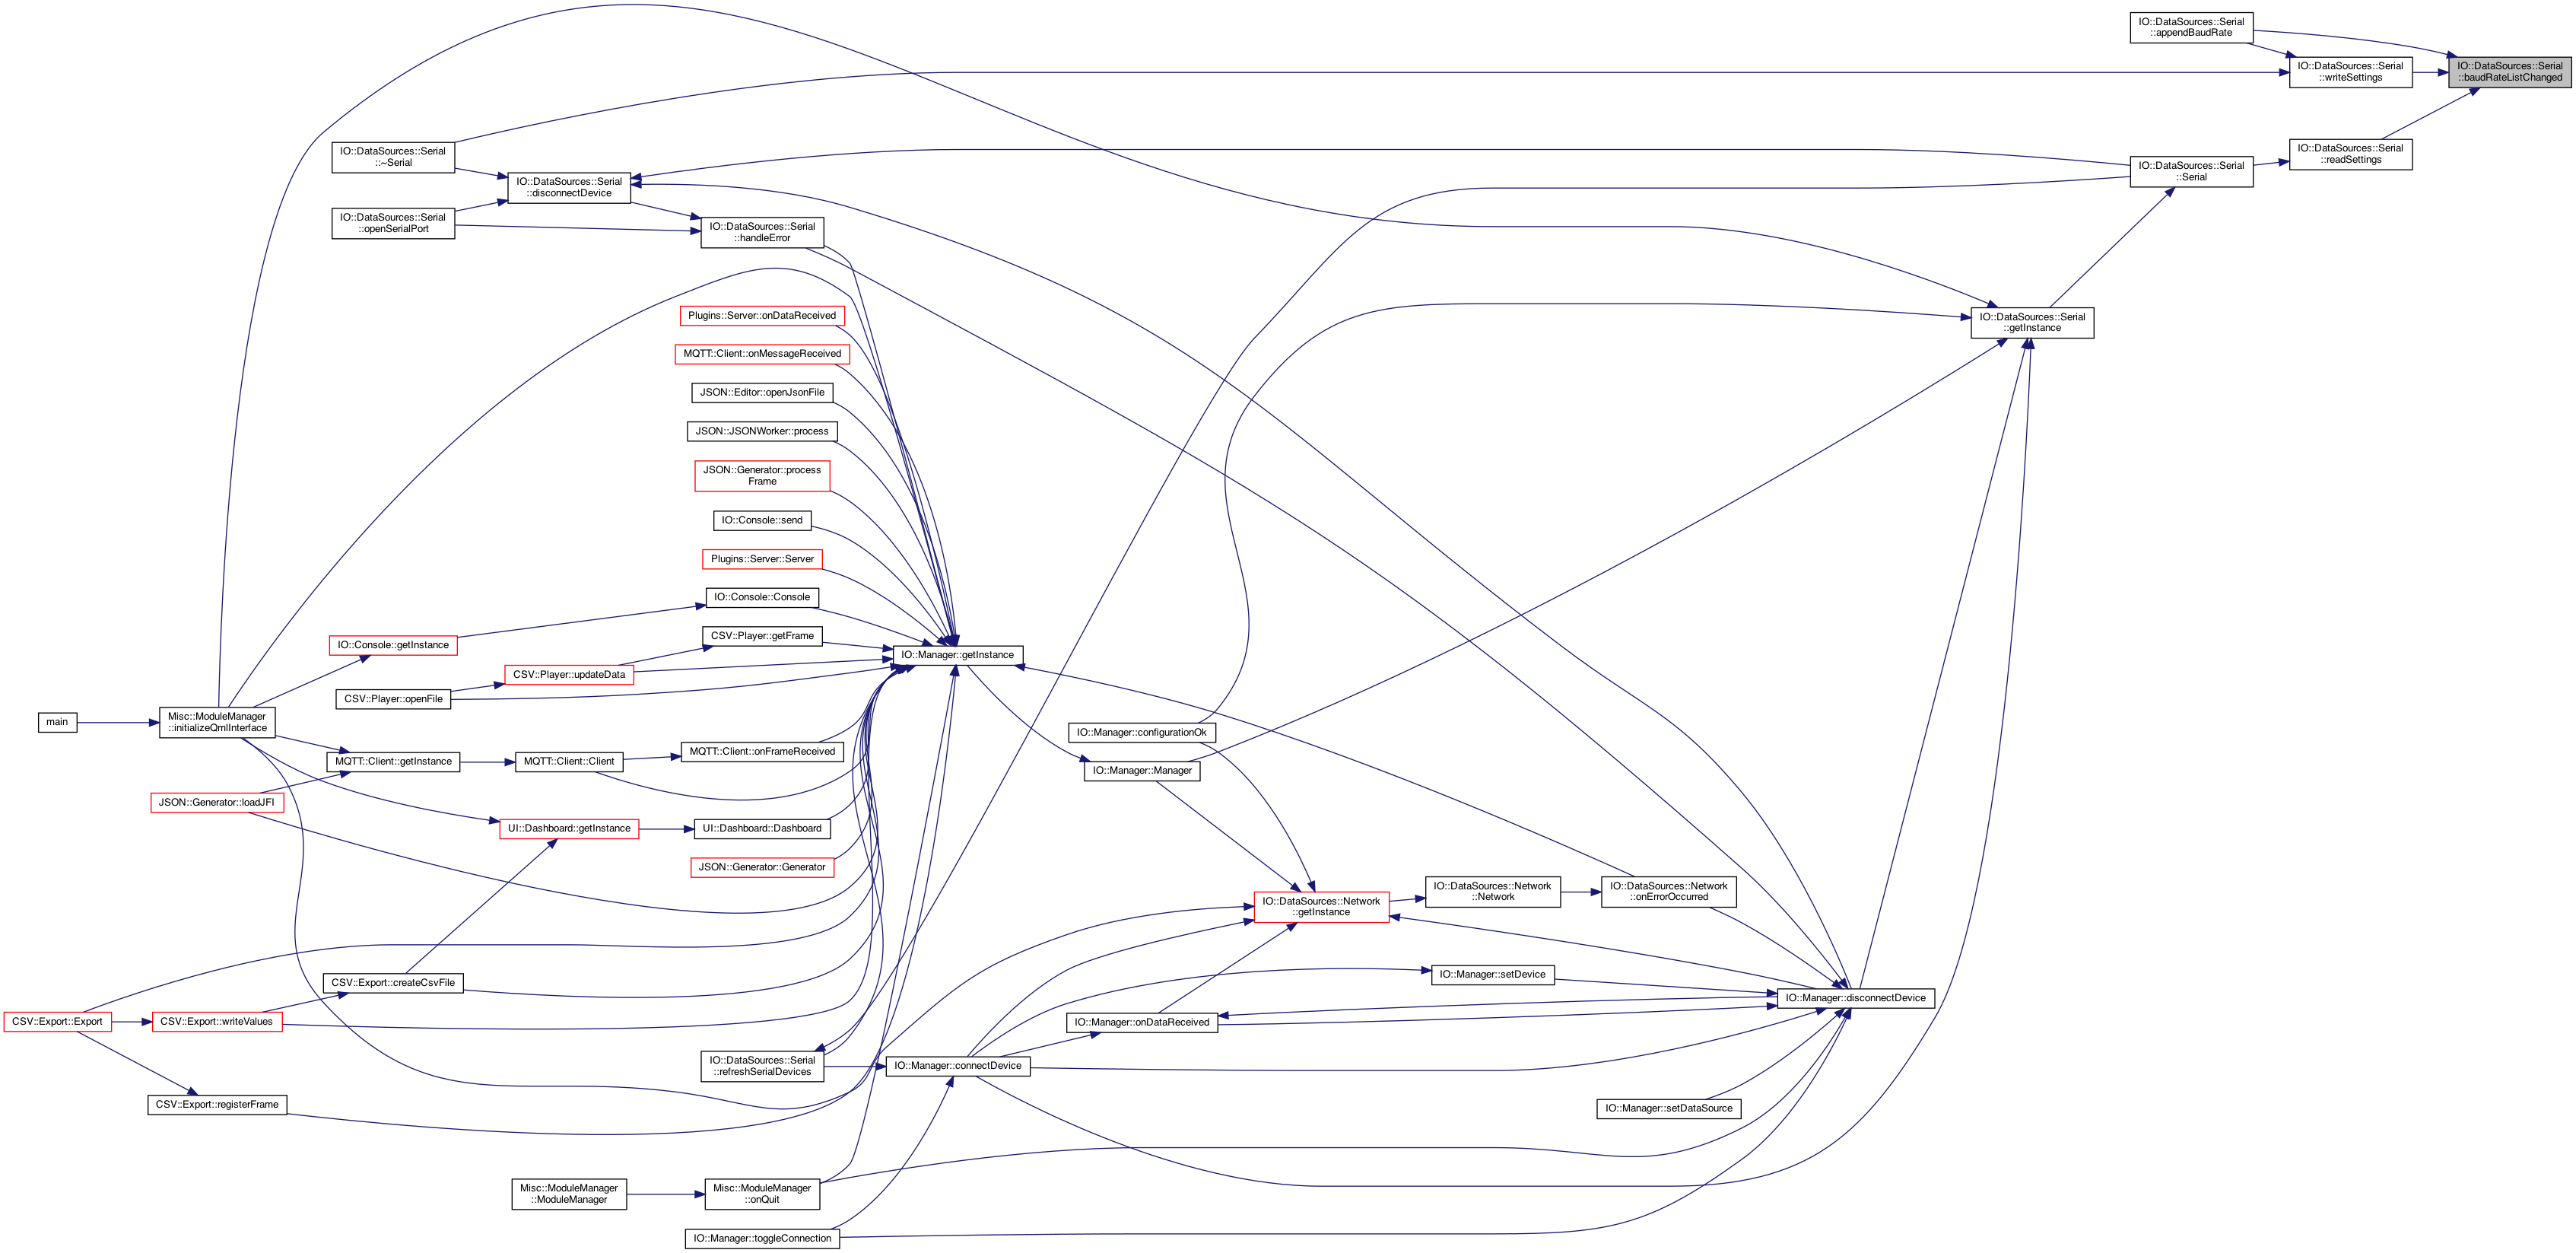 IO::DataSources::Serial
::appendBaudRate
IO::DataSources::Serial
::writeSettings
IO::DataSources::Serial
::baudRateListChanged
IO::DataSources::Serial
::~Serial
IO::DataSources::Serial
::readSettings
IO::DataSources::Serial
::disconnectDevice
IO::DataSources::Serial
::Serial
IO::DataSources::Serial
::openSerialPort
IO::DataSources::Serial
::handleError
Plugins::Server::onDataReceived
IO::DataSources::Serial
::getInstance
MQTT::Client::onMessageReceived
JSON::Editor::openJsonFile
JSON::JSONWorker::process
JSON::Generator::process
Frame
IO::Console::send
Plugins::Server::Server
IO::Console::Console
CSV::Player::getFrame
IO::Console::getInstance
IO::Manager::getInstance
CSV::Player::updateData
CSV::Player::openFile
main
Misc::ModuleManager
::initializeQmlInterface
IO::Manager::configurationOk
MQTT::Client::onFrameReceived
MQTT::Client::getInstance
MQTT::Client::Client
IO::Manager::Manager
JSON::Generator::loadJFI
UI::Dashboard::getInstance
UI::Dashboard::Dashboard
JSON::Generator::Generator
IO::DataSources::Network
::getInstance
IO::DataSources::Network
::Network
IO::DataSources::Network
::onErrorOccurred
CSV::Export::createCsvFile
IO::Manager::setDevice
IO::Manager::disconnectDevice
CSV::Export::Export
CSV::Export::writeValues
IO::Manager::onDataReceived
IO::DataSources::Serial
::refreshSerialDevices
IO::Manager::connectDevice
CSV::Export::registerFrame
IO::Manager::setDataSource
Misc::ModuleManager
::ModuleManager
Misc::ModuleManager
::onQuit
IO::Manager::toggleConnection